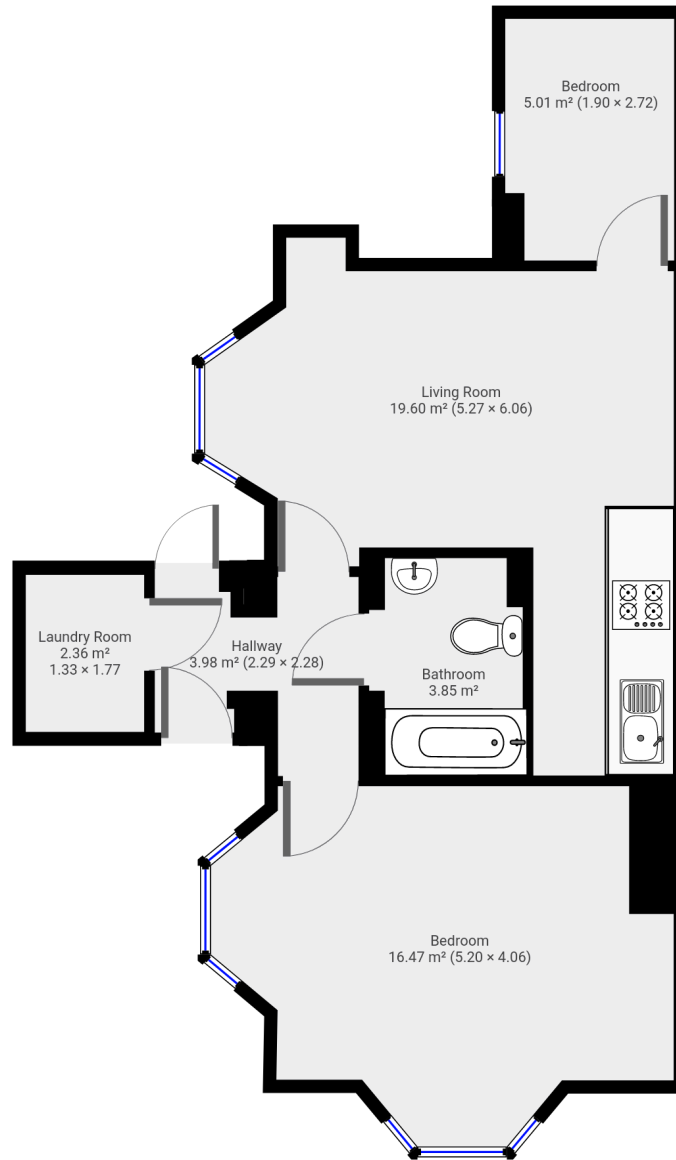 Bedroom
5.01 m² (1.90 × 2.72)
Living Room
19.60 m² (5.27 × 6.06)
Laundry Room
2.36 m²
1.33 × 1.77
Hallway
3.98 m² (2.29 × 2.28)
Bathroom
3.85 m²
Bedroom
16.47 m² (5.20 × 4.06)